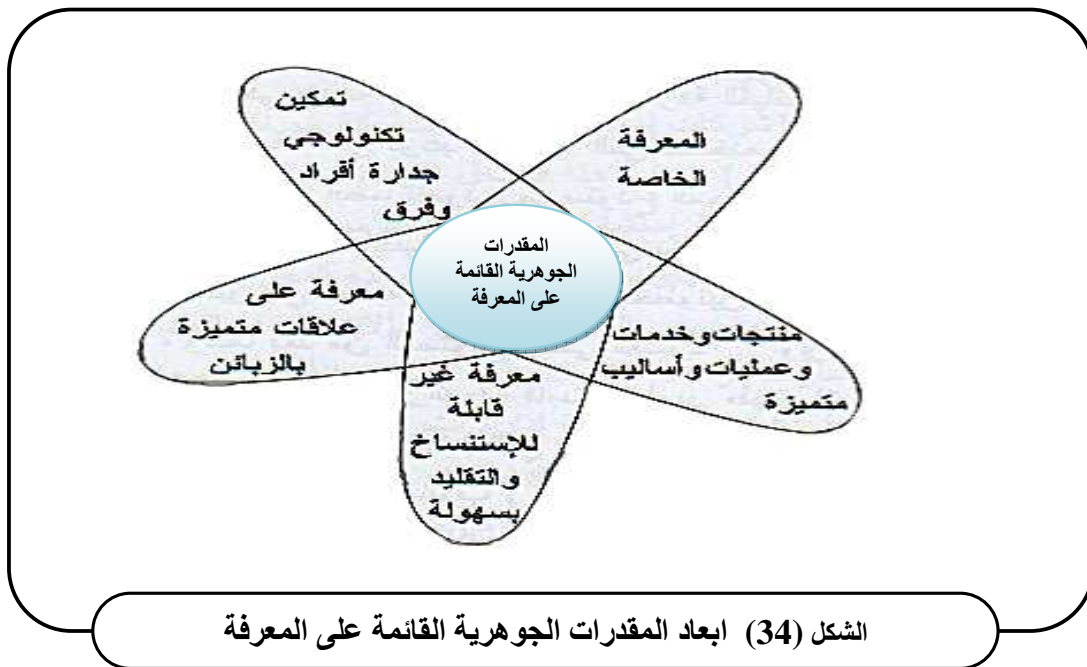 تمكين
تكنولوجي
جدارة أفراد
وفرق
المعرفة
الخاصة
المقدرات
الجوهرية القائمة
على المعرفة
معرفة على
علاقات متميزة
بالزبائن
منتجات وخدمات
وعمليات وأساليب
متميزة
معرفة غير
قابلة
للإستنساخ
والتقليد
بسهولة
الشكل (34) ابعاد المقدرات الجوهرية القائمة على المعرفة